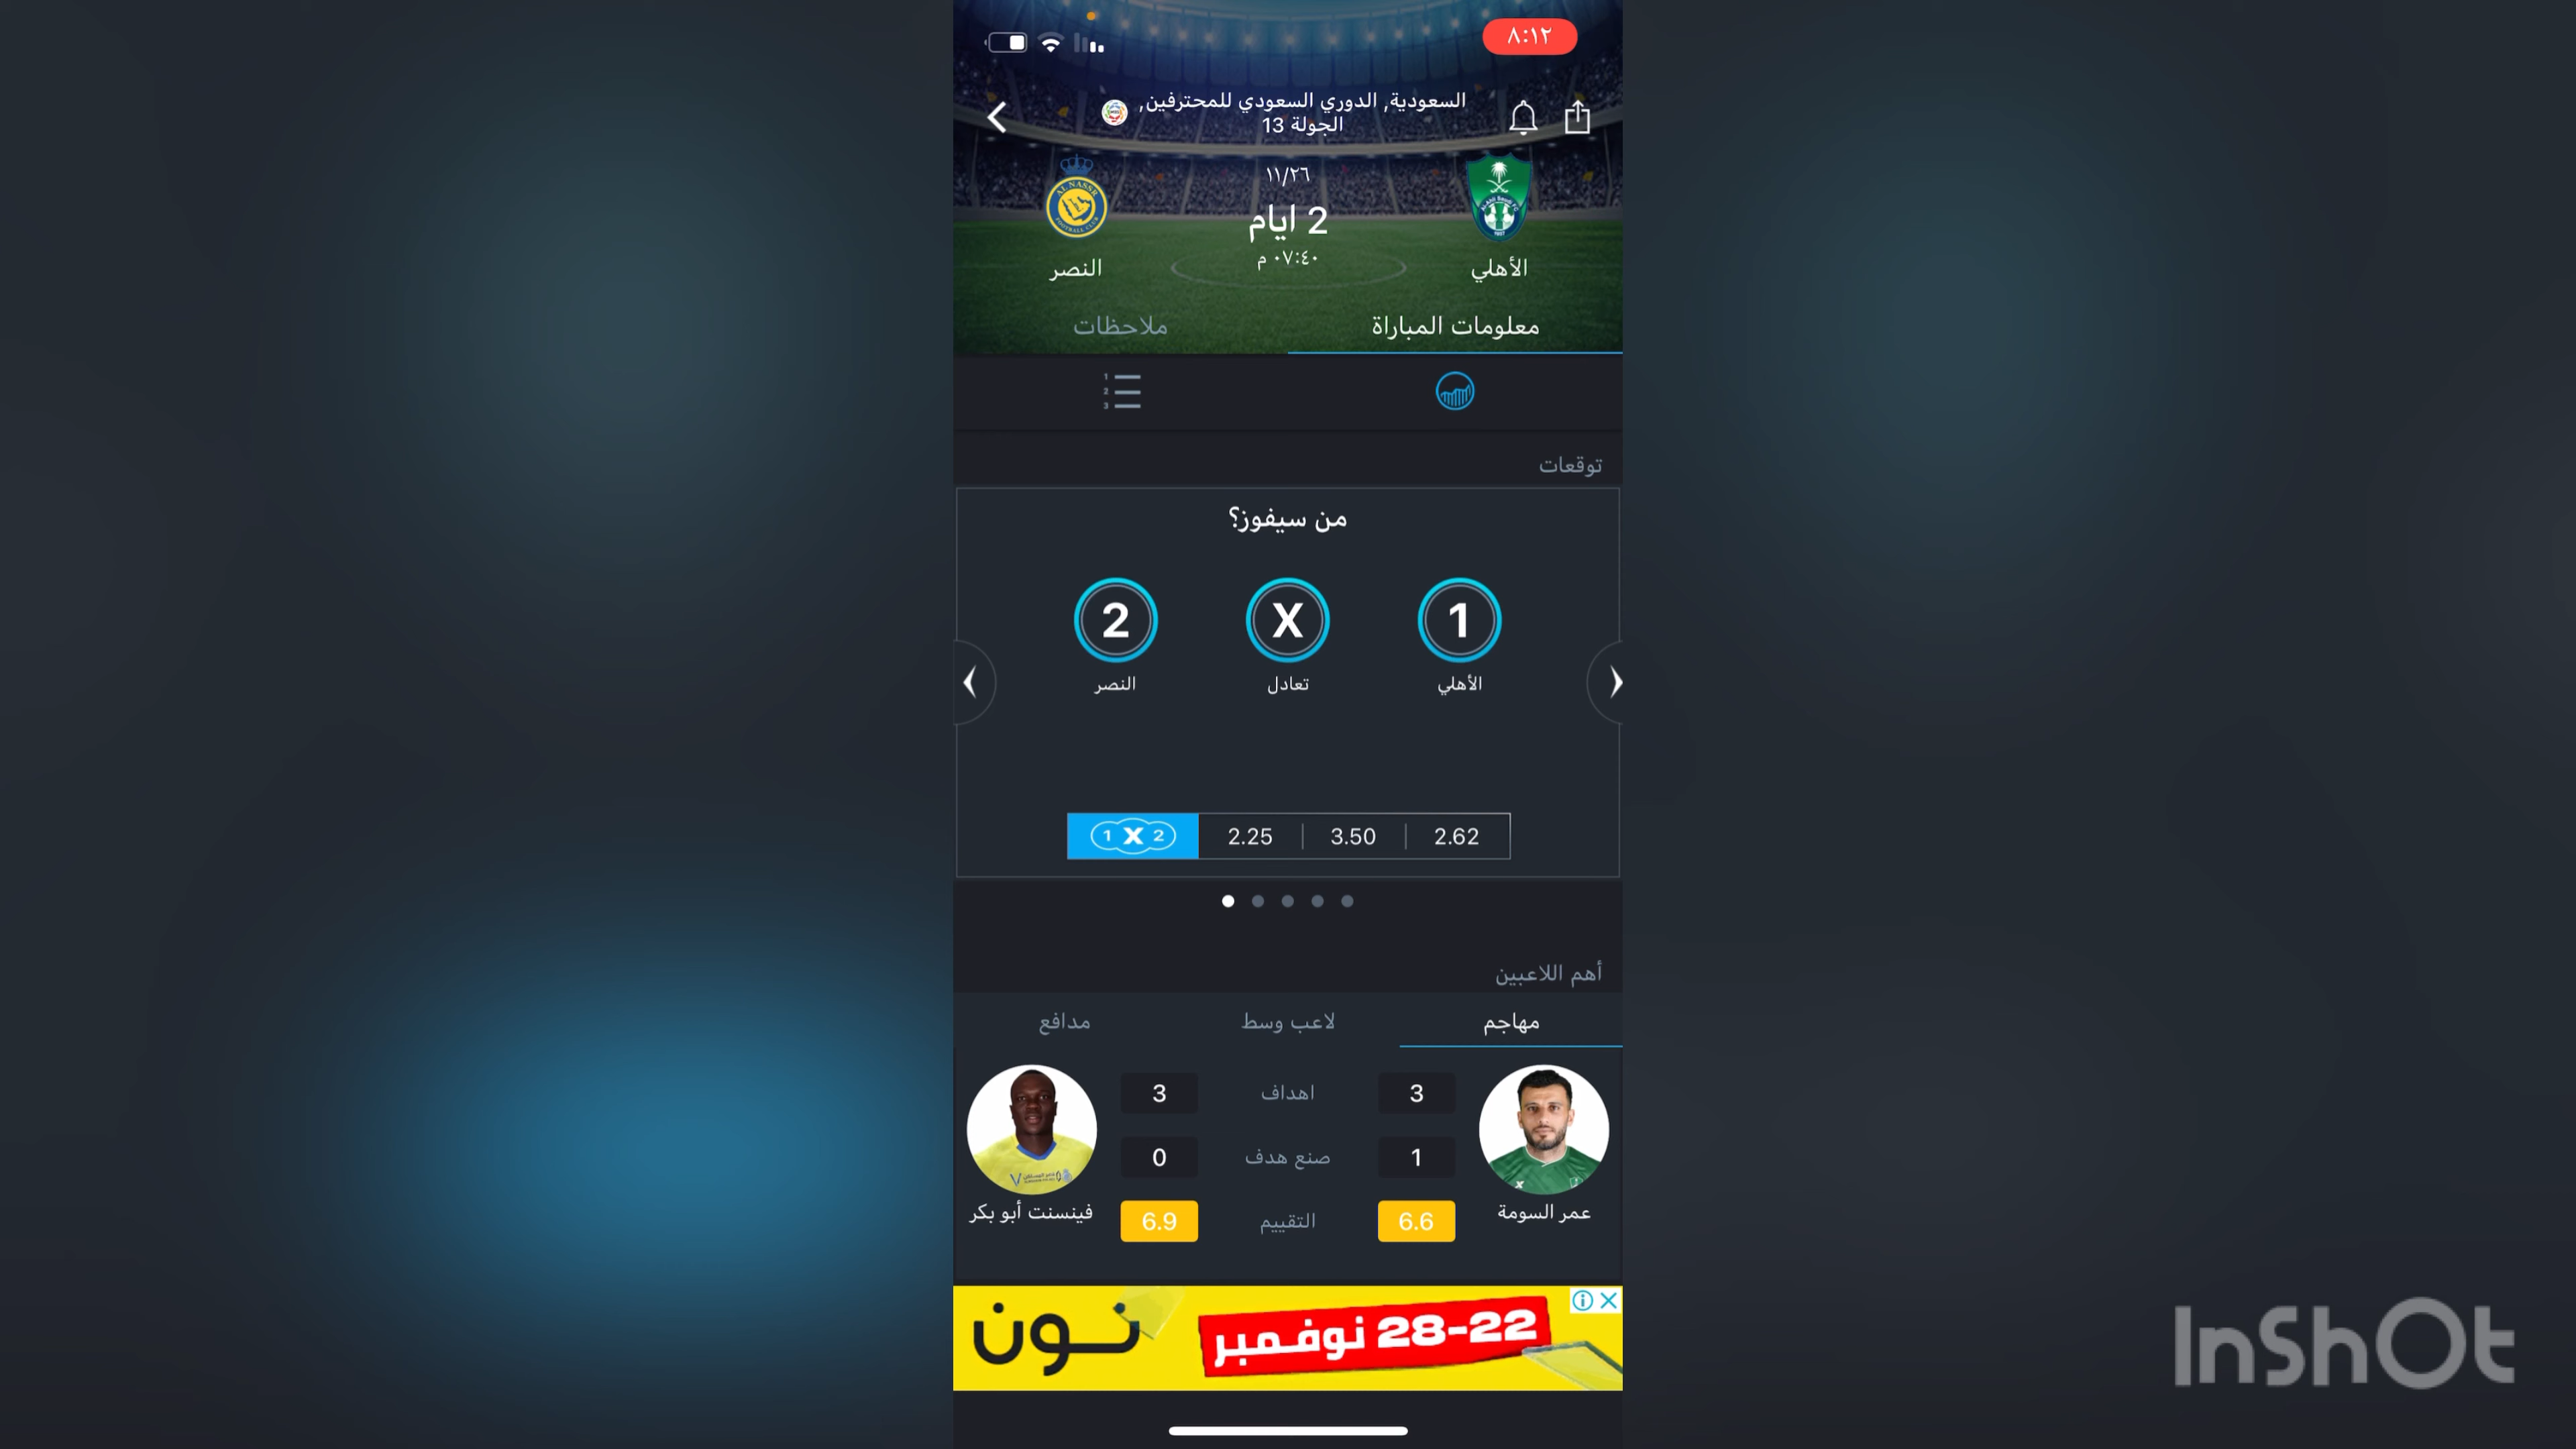 ٨:١٢
السعودية, الدوري السعودي للمحترفين,
الجولة 13
١١/٢٦
2 ايام
٠٧:٤٠ م
الأهلي
النصر
معلومات المباراة
ملاحظات
1
2
3
توقعات
من سيفوز؟
1 X 2
الأهلي تعادل النصر
1 X 2 2.25 3.50 2.62
أهم اللاعبين
مهاجم لاعب وسط مدافع
3 اهداف 3
1 صنع هدف 0
6.6 التقييم 6.9
عمر السومة
فينسنت أبو بكر
22-28 نوفمبر
نون
InShOt